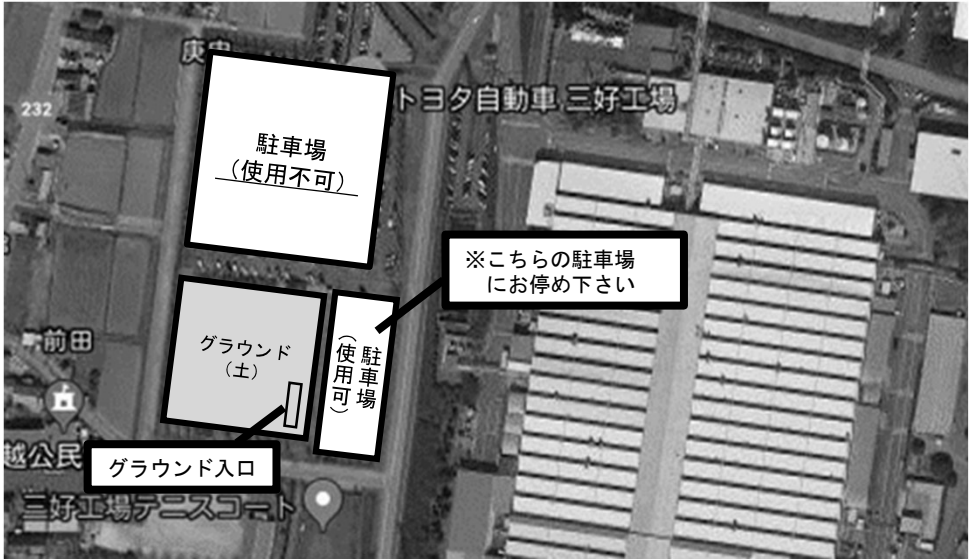 庚申
232
トヨタ自動車 三好工場
駐車場
（使用不可）
※こちらの駐車場
にお停め下さい
グラウンド
（土）
駐車場
（使用可）
前田
越公民
グラウンド入口
三好工場テニスコート